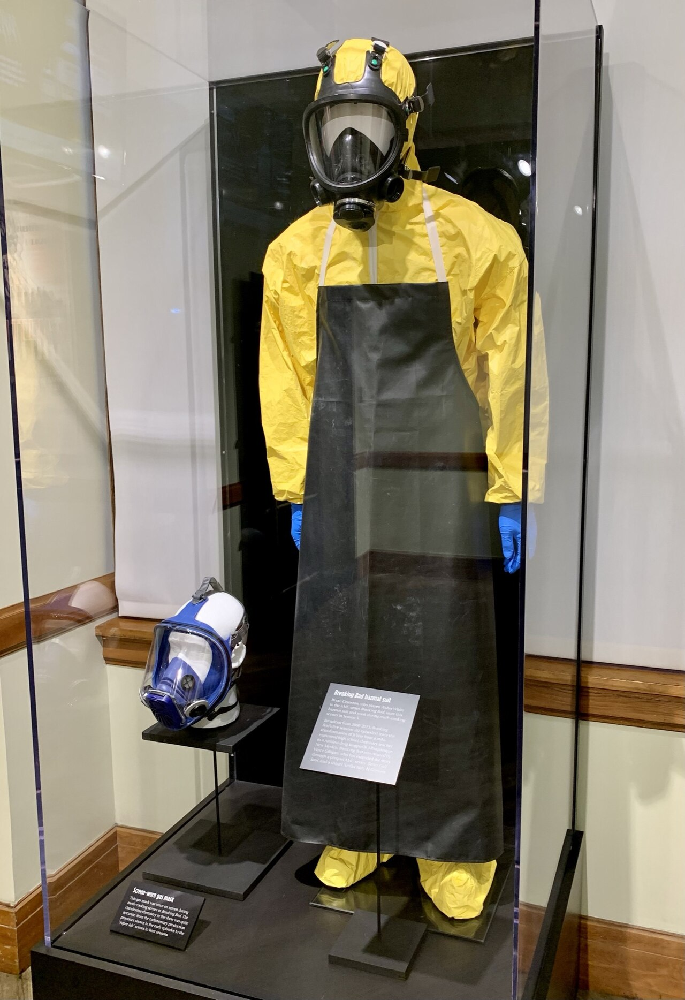 Breaking Bad hazmat suit
Bryan Cranston, who played Walter White
in the AMC series Breaking Bad, wore this
hazmat suit and mask during meth-cooking
scenes in Season 5.
Broadcast from 2008-2013, Breaking
Bad's five seasons (62 episodes) trace the
transformation of White from a mild-
mannered high school chemistry teacher
to a ruthless drug kingpin in Albuquerque,
New Mexico. Breaking Bad was created by
Vince Gilligan, who has extended the story
through a prequel AMC series, Better Call
Saul, and a sequel Netflix film, El Camino.
Screen-worn gas mask
This gas mask was worn on screen during
meth-cooking scenes in Breaking Bad. The
clandestine chemistry in the show was quite
accurate, from the rudimentary production
processes shown in the early episodes to the
"super-lab" scenes in later seasons.